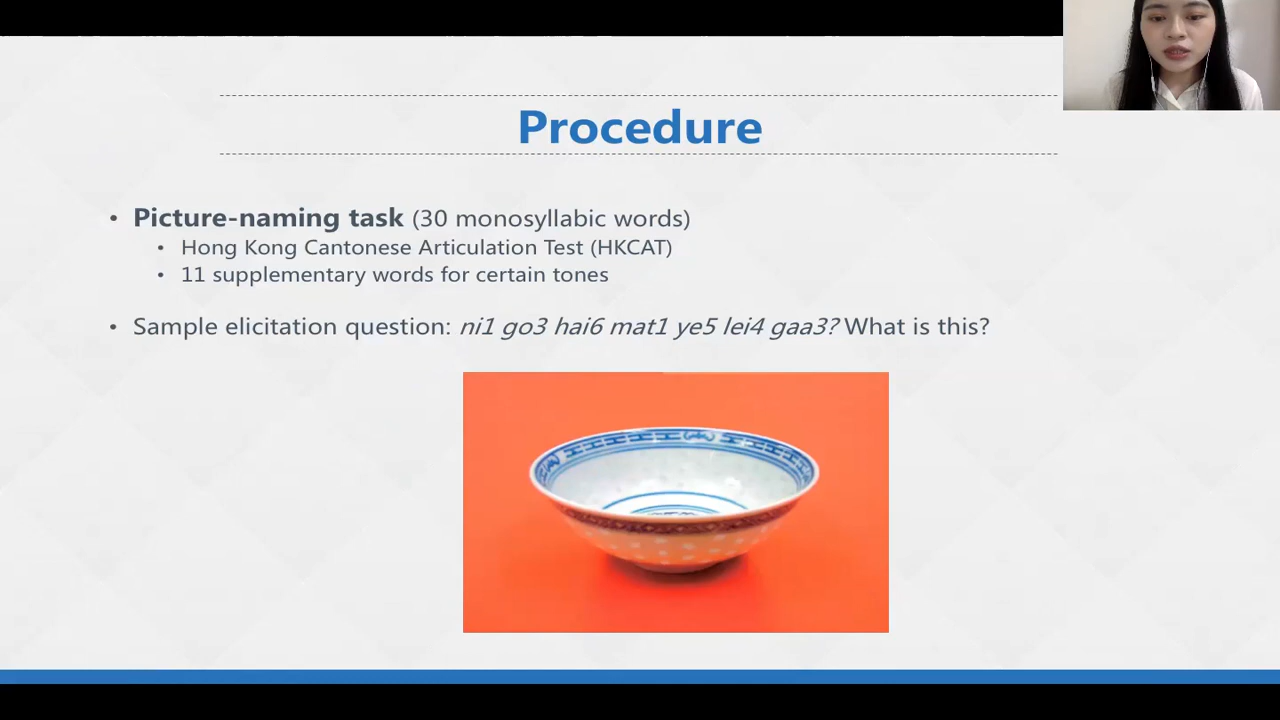 Procedure
• Picture-naming task (30 monosyllabic words)
• Hong Kong Cantonese Articulation Test (HKCAT)
• 11 supplementary words for certain tones
• Sample elicitation question: ni1 go3 hai6 mat1 ye5 lei4 gaa3? What is this?